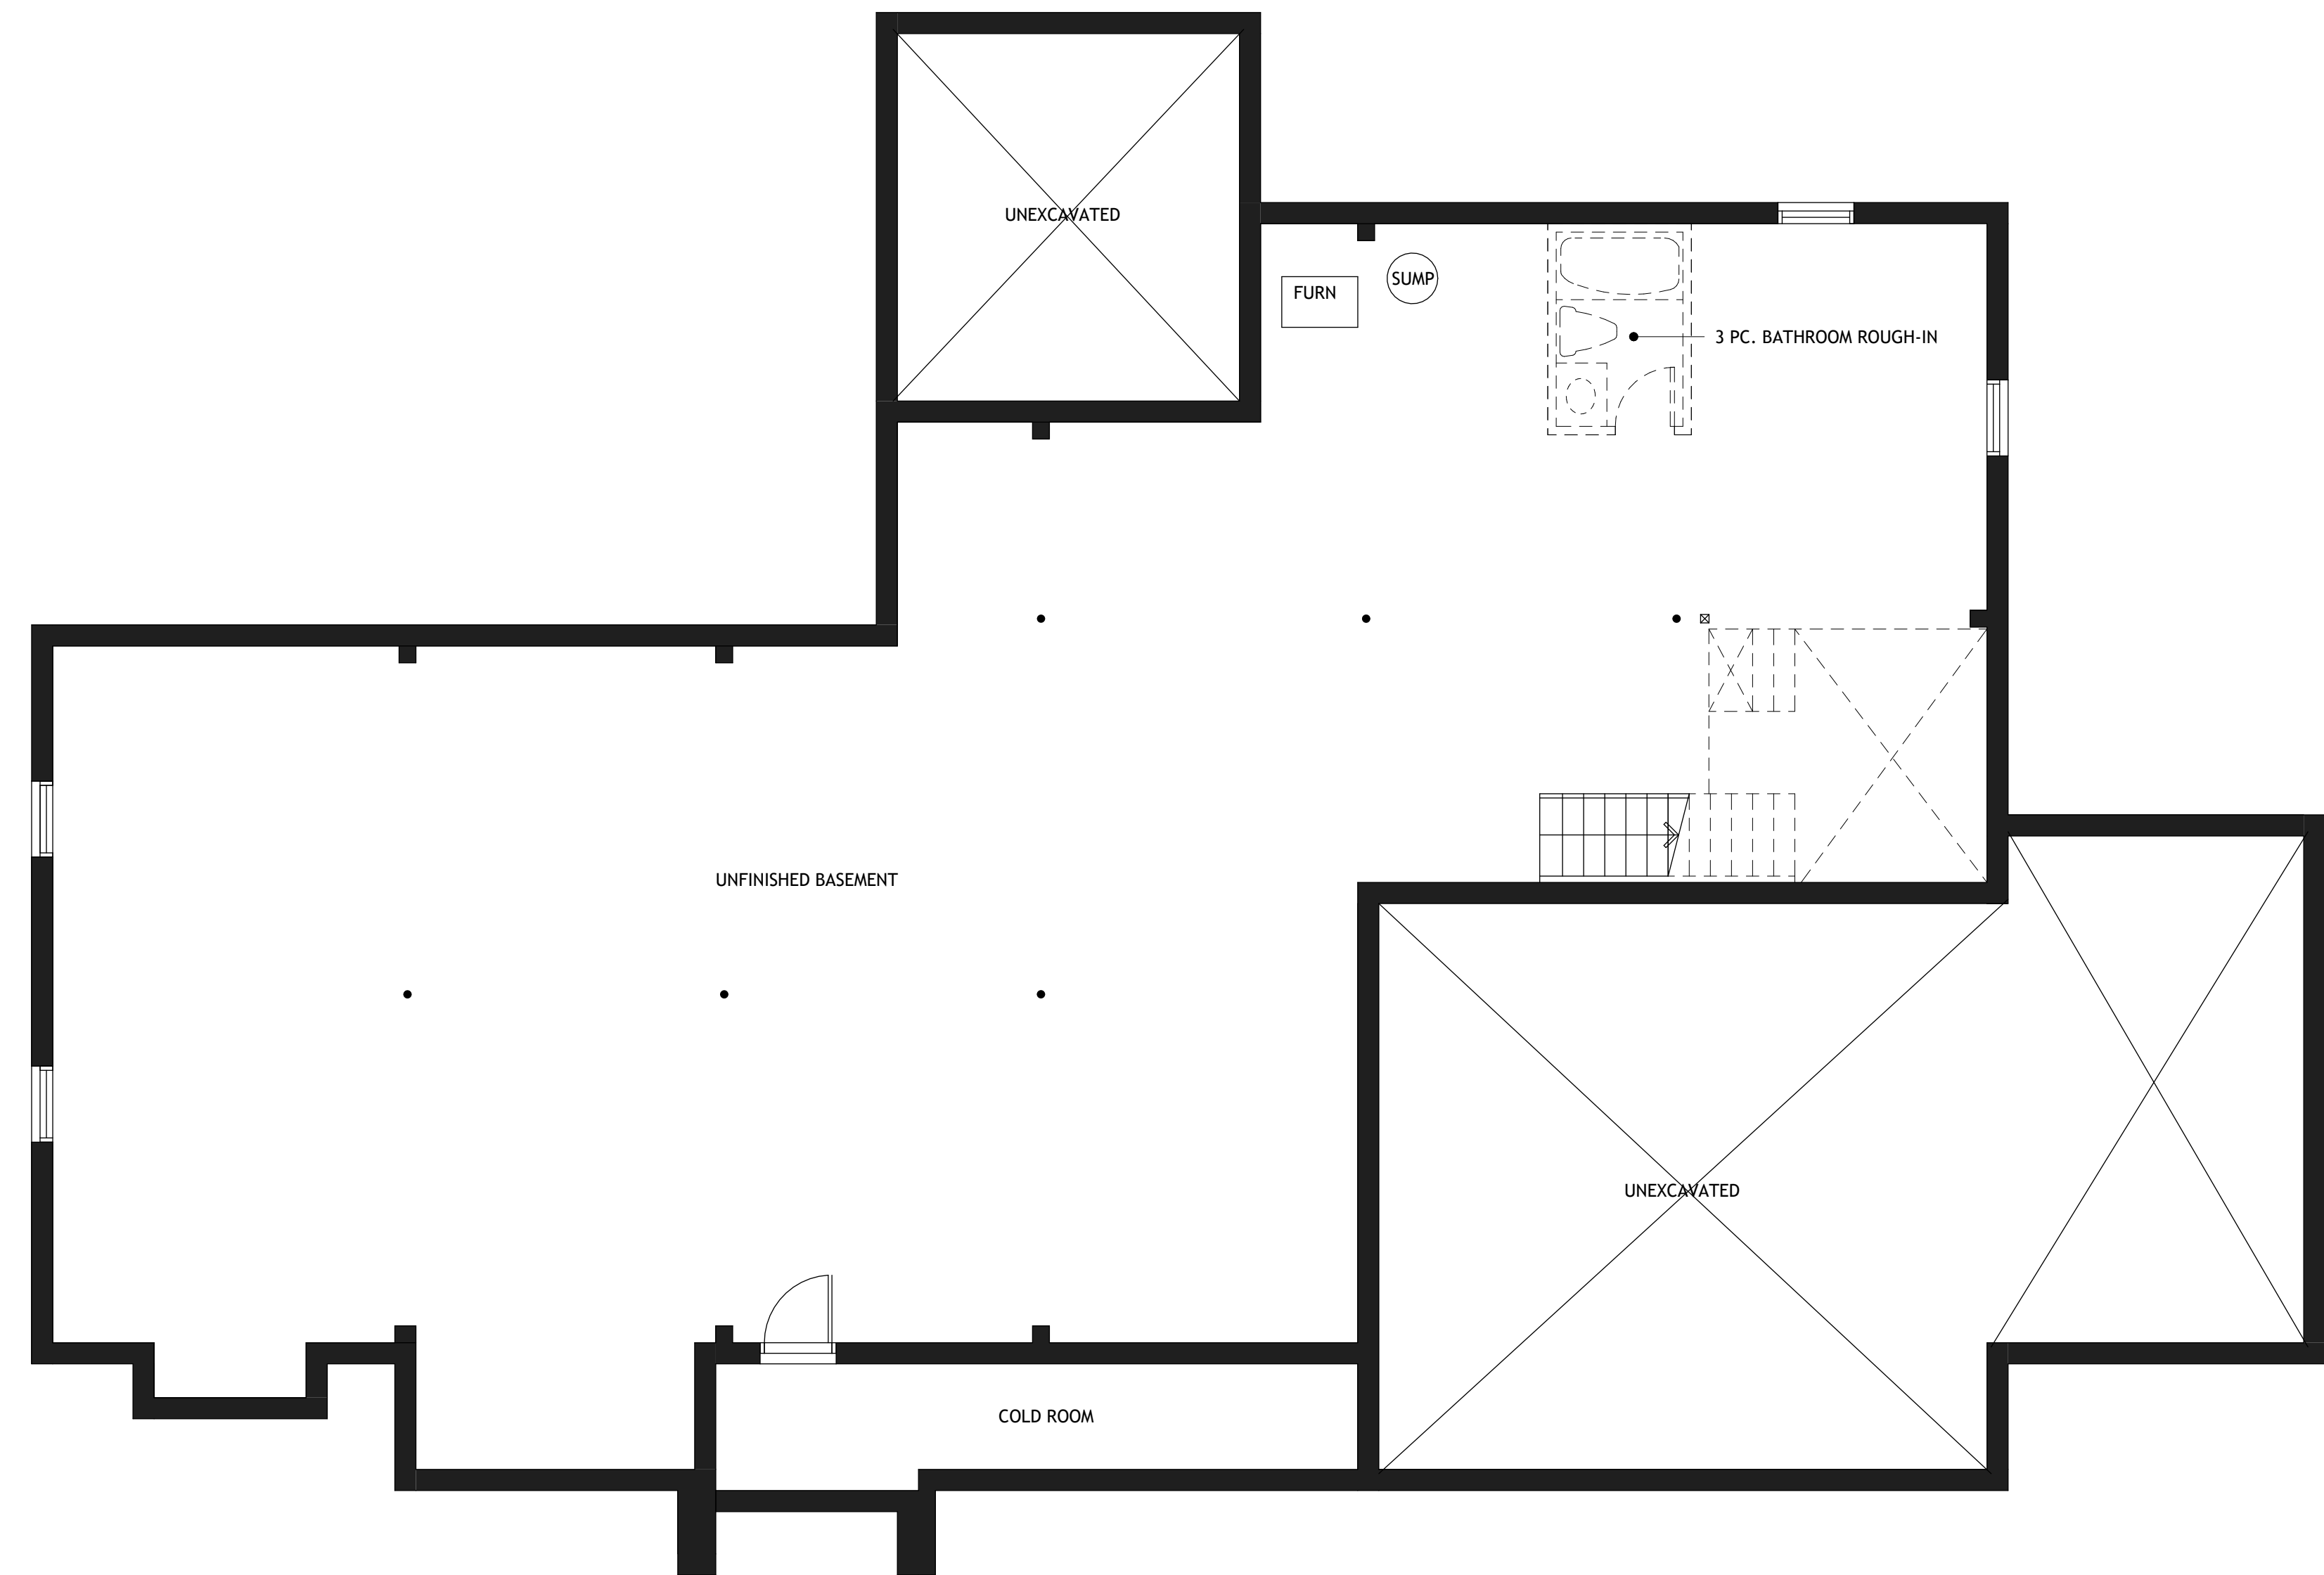 UNEXCAVATED
SUMP
FURN
3 PC. BATHROOM ROUGH-IN
UNFINISHED BASEMENT
UNEXCAVATED
COLD ROOM